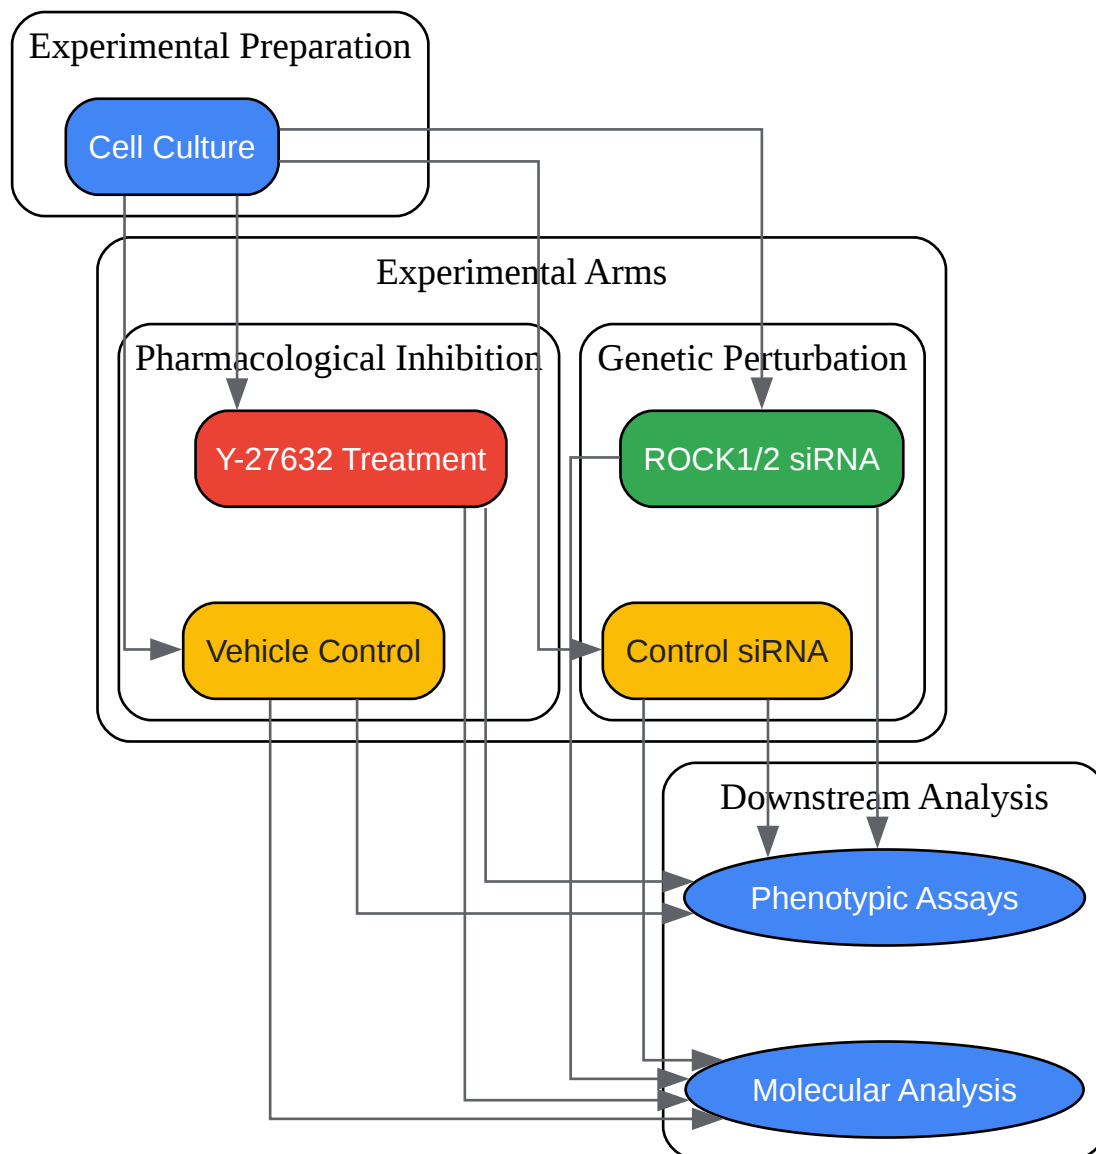 Experimental Preparation
Cell Culture
Experimental Arms
Pharmacological Inhibition
Genetic Perturbation
Y-27632 Treatment
ROCK1/2 siRNA
Vehicle Control
Control siRNA
Downstream Analysis
Phenotypic Assays
Molecular Analysis